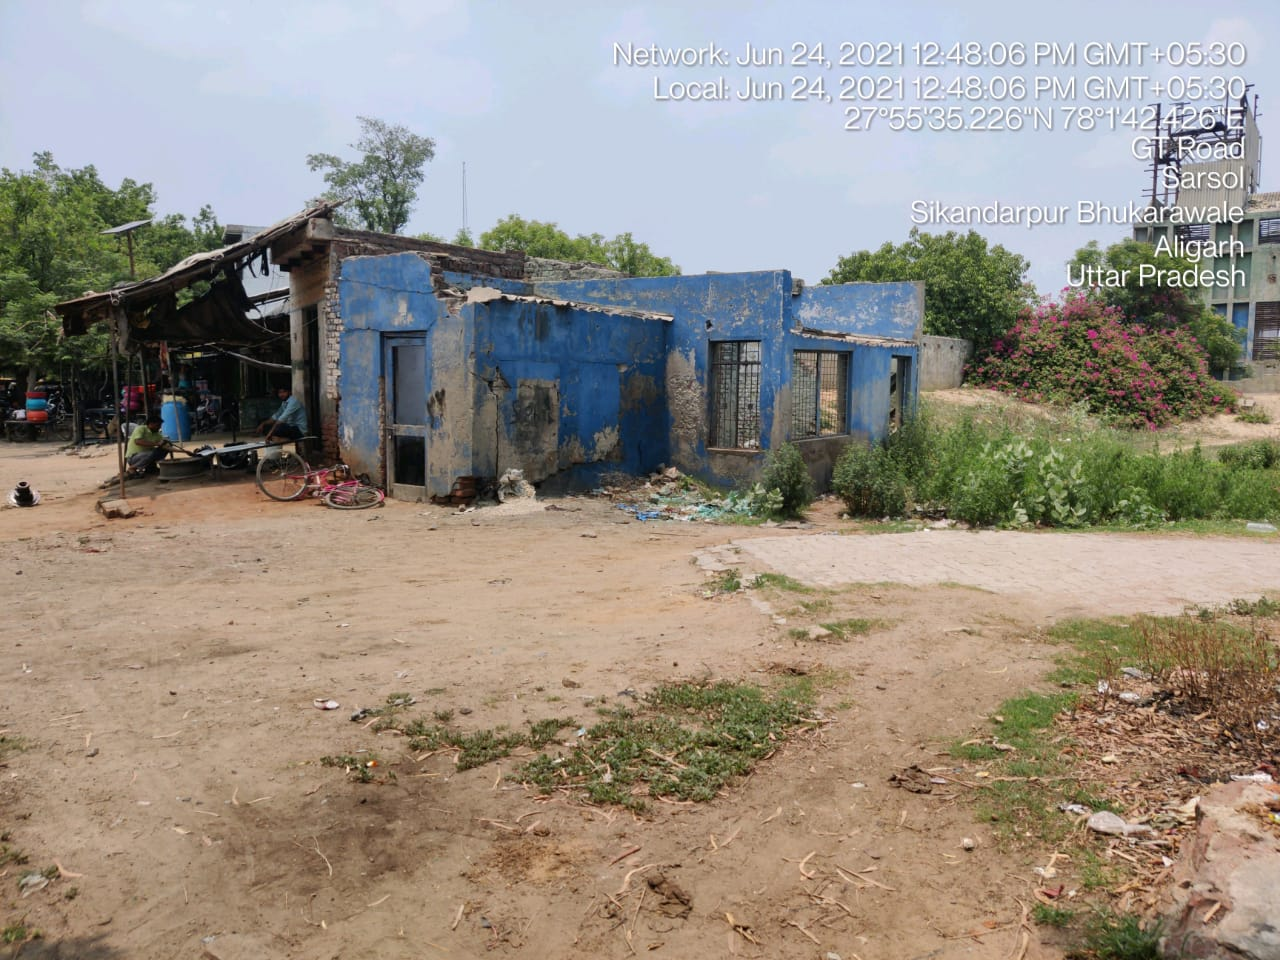 Network: Jun 24, 2021 12:48:06 PM GMT+05:30
Local: Jun 24, 2021 12:48:06 PM GMT+05:30
27°55'35.226"N 78°1'42.426"E
GT Road
Sarsol
Sikandarpur Bhukarawale
Aligarh
Uttar Pradesh